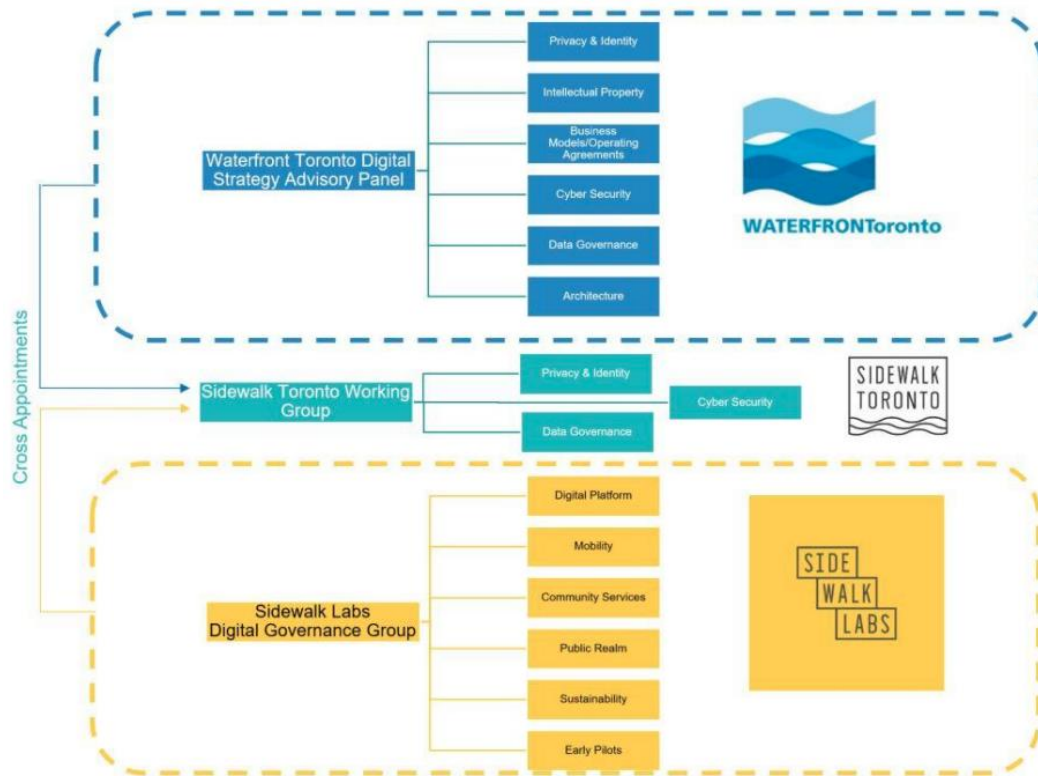 Privacy & Identity
Intellectual Property
Business
Models/Operating
Agreements
Waterfront Toronto Digital
Strategy Advisory Panel
Cyber Security
Data Governance
Architecture
WATERFRONToronto
Cross Appointments
Sidewalk Toronto Working
Group
Privacy & Identity
Cyber Security
Data Governance
SIDEWALK
TORONTO
Digital Platform
Mobility
Community Services
Sidewalk Labs
Digital Governance Group
Public Realm
Sustainability
Early Pilots
SIDE
WALK
LABS